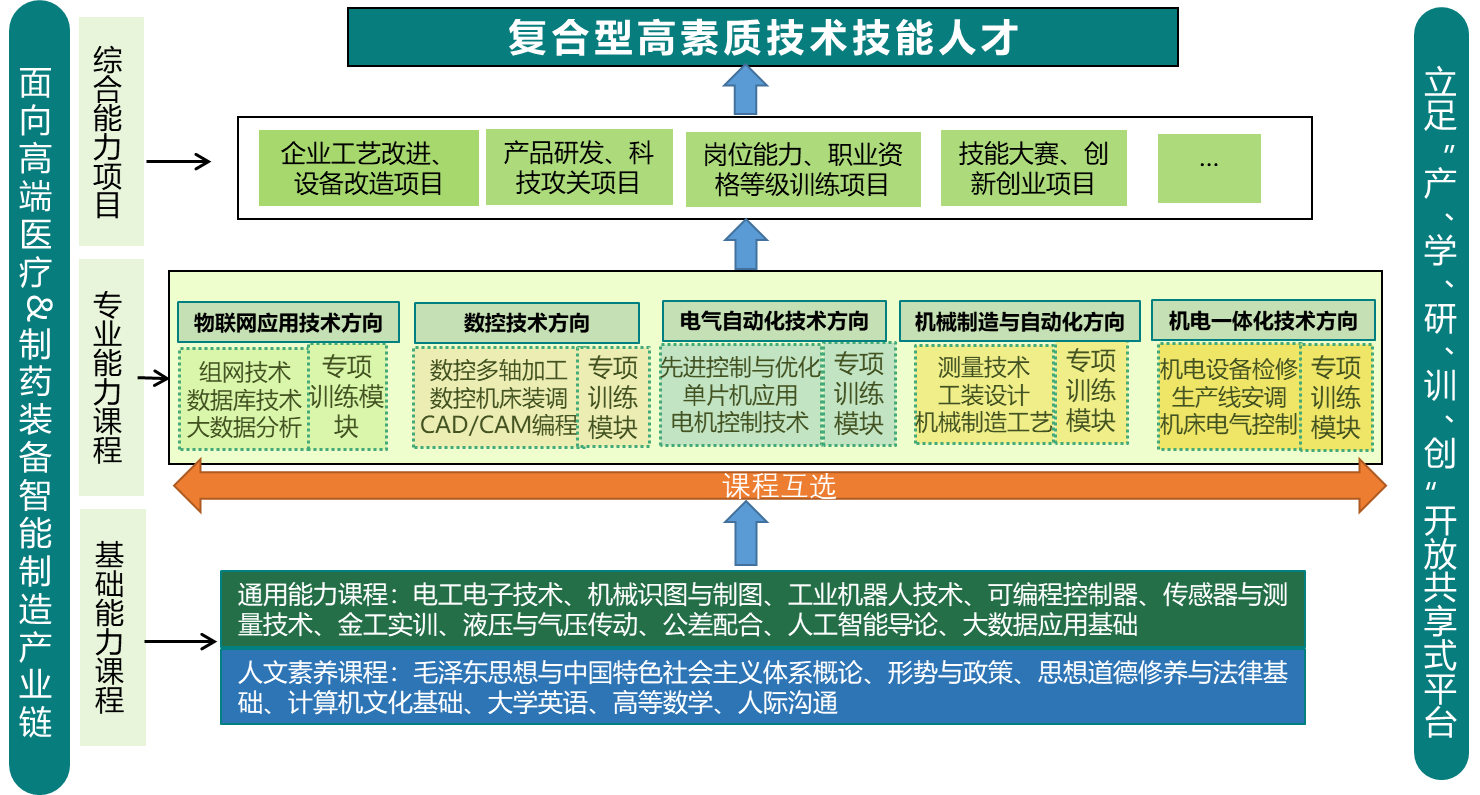 面向高端医疗&制药装备智能制造产业链
复合型高素质技术技能人才
综合能力项目
企业工艺改进、
设备改造项目
产品研发、科
技攻关项目
岗位能力、职业资
格等级训练项目
技能大赛、创
新创业项目
...
专业能力课程
物联网应用技术方向
组网技术
数据库技术
大数据分析
专项
训练模
块
数控技术方向
数控多轴加工
数控机床装调
CAD/CAM编程
专项
训练
模块
电气自动化技术方向
先进控制与优化
单片机应用
电机控制技术
专项
训练
模块
机械制造与自动化方向
测量技术
工装设计
机械制造工艺
专项
训练
模块
机电一体化技术方向
机电设备检修
生产线安调
机床电气控制
专项
训练
模块
课程互选
基础能力课程
通用能力课程：电工电子技术、机械识图与制图、工业机器人技术、可编程控制器、传感器与测
量技术、金工实训、液压与气压传动、公差配合、人工智能导论、大数据应用基础
人文素养课程：毛泽东思想与中国特色社会主义体系概论、形势与政策、思想道德修养与法律基
础、计算机文化基础、大学英语、高等数学、人际沟通
立足"产、学、研、训、创"开放共享式平台